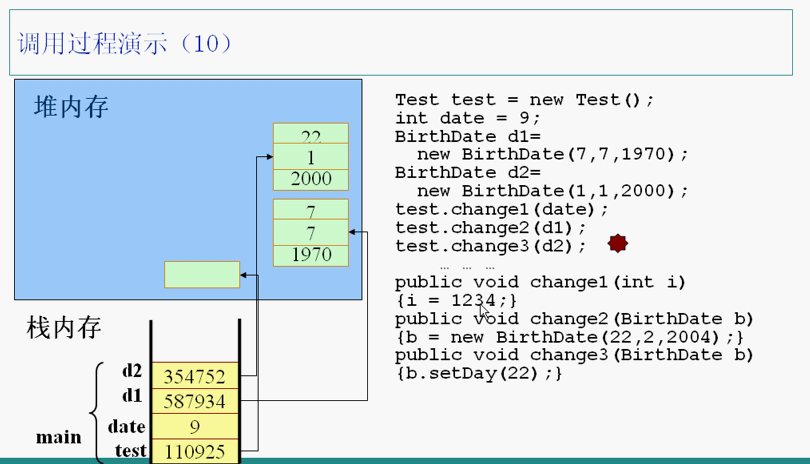 调用过程演示（10）
堆内存
22
1
2000
7
7
1970
栈内存
d2
354752
d1
587934
date
9
main
test
110925
Test test = new Test();
int date = 9;
BirthDate d1=
new BirthDate(7,7,1970);
BirthDate d2=
new BirthDate(1,1,2000);
test.change1(date);
test.change2(d1);
test.change3(d2);
… … …
public void change1(int i)
{i = 1234;}
public void change2(BirthDate b)
{b = new BirthDate(22,2,2004);}
public void change3(BirthDate b)
{b.setDay(22);}